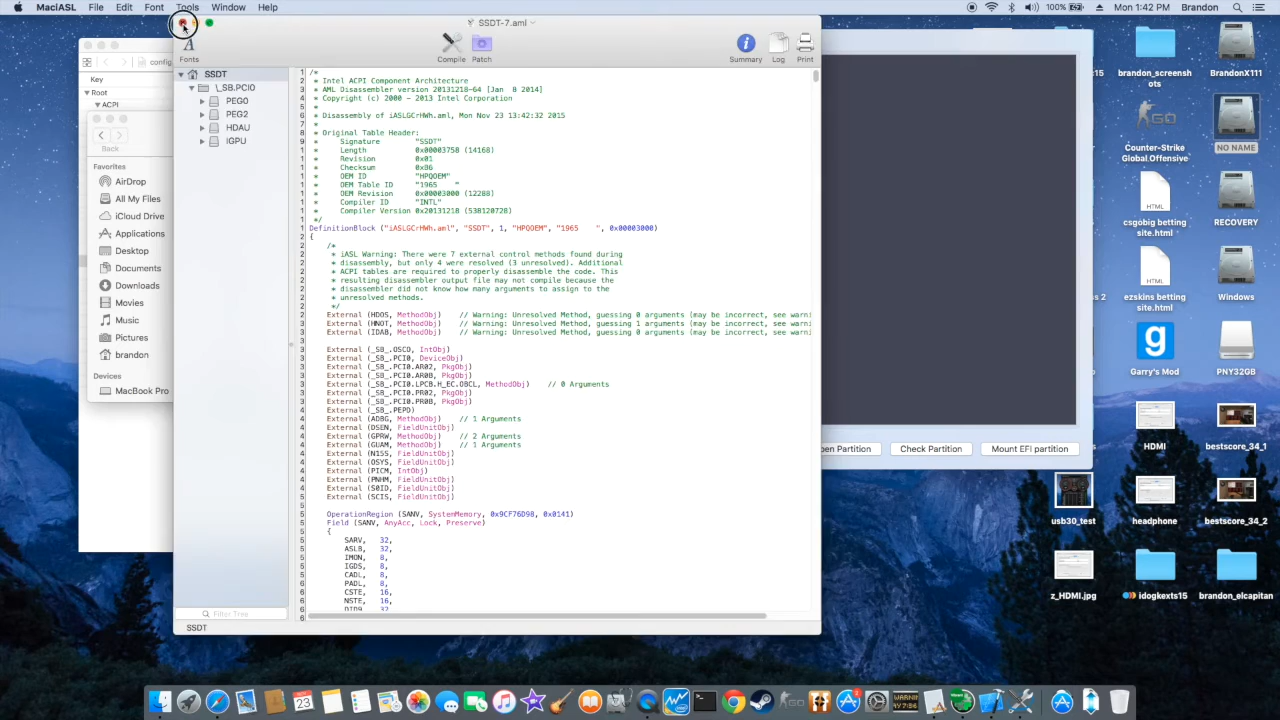 MacIASL File Edit Font Tools Window Help
100% Mon 1:42 PM Brandon
SSDT-7.aml
Fonts Compile Patch Summary Log Print
config.
Key
Root
ACPI
Back
Favorites
AirDrop
All My Files
iCloud Drive
Applications
Desktop
Documents
Downloads
Movies
Music
Pictures
brandon
Devices
MacBook Pro
SSDT
\_SB.PCI0
PEG0
PEG2
HDAU
IGPU
Filter Tree
SSDT
/*
* Intel ACPI Component Architecture
* AML Disassembler version 20131218-64 [Jan 8 2014]
* Copyright (c) 2000 - 2013 Intel Corporation
*
* Disassembly of iASLGCrHWh.aml, Mon Nov 23 13:42:32 2015
*
* Original Table Header:
* Signature "SSDT"
* Length 0x00003758 (14168)
* Revision 0x01
* Checksum 0x86
* OEM ID "HPQOEM"
* OEM Table ID "1965 "
* OEM Revision 0x00003000 (12288)
* Compiler ID "INTL"
* Compiler Version 0x20131218 (538120728)
*/
DefinitionBlock ("iASLGCrHWh.aml", "SSDT", 1, "HPQOEM", "1965 ", 0x00003000)
{
/*
* iASL Warning: There were 7 external control methods found during
* disassembly, but only 4 were resolved (3 unresolved). Additional
* ACPI tables are required to properly disassemble the code. This
* resulting disassembler output file may not compile because the
* disassembler did not know how many arguments to assign to the
* unresolved methods.
*/
External (HDOS, MethodObj) // Warning: Unresolved Method, guessing 0 arguments (may be incorrect, see warni
External (HNOT, MethodObj) // Warning: Unresolved Method, guessing 1 arguments (may be incorrect, see warni
External (IDAB, MethodObj) // Warning: Unresolved Method, guessing 0 arguments (may be incorrect, see warni
External (_SB_.OSCO, IntObj)
External (_SB_.PCI0, DeviceObj)
External (_SB_.PCI0.AR02, PkgObj)
External (_SB_.PCI0.AR0B, PkgObj)
External (_SB_.PCI0.LPCB.H_EC.OBCL, MethodObj) // 0 Arguments
External (_SB_.PCI0.PR02, PkgObj)
External (_SB_.PCI0.PR0B, PkgObj)
External (_SB_.PEPD)
External (ADBG, MethodObj) // 1 Arguments
External (DSEN, FieldUnitObj)
External (GPRW, MethodObj) // 2 Arguments
External (GUAM, MethodObj) // 1 Arguments
External (NISS, FieldUnitObj)
External (OSYS, FieldUnitObj)
External (PICM, IntObj)
External (PNHM, FieldUnitObj)
External (S0ID, FieldUnitObj)
External (SCIS, FieldUnitObj)
OperationRegion (SANV, SystemMemory, 0x9CF76D98, 0x0141)
Field (SANV, AnyAcc, Lock, Preserve)
{
SARV, 32,
ASLB, 32,
IMON, 8,
IGDS, 8,
CADL, 8,
PADL, 8,
CSTE, 16,
NSTE, 16,
DID9, 32,
pen Partition Check Partition Mount EFI partition
brandon_screensh
ots
BrandonX111
Counter-Strike
Global Offensive
NO NAME
HTML
csgobig betting
site.html
RECOVERY
HTML
ezskins betting
site.html
Windows
Garry's Mod
PNY32GB
HDMI
bestscore_34_1
usb30_test
headphone
bestscore_34_2
z_HDMI.jpg
idogkexts15
brandon_elcapitan